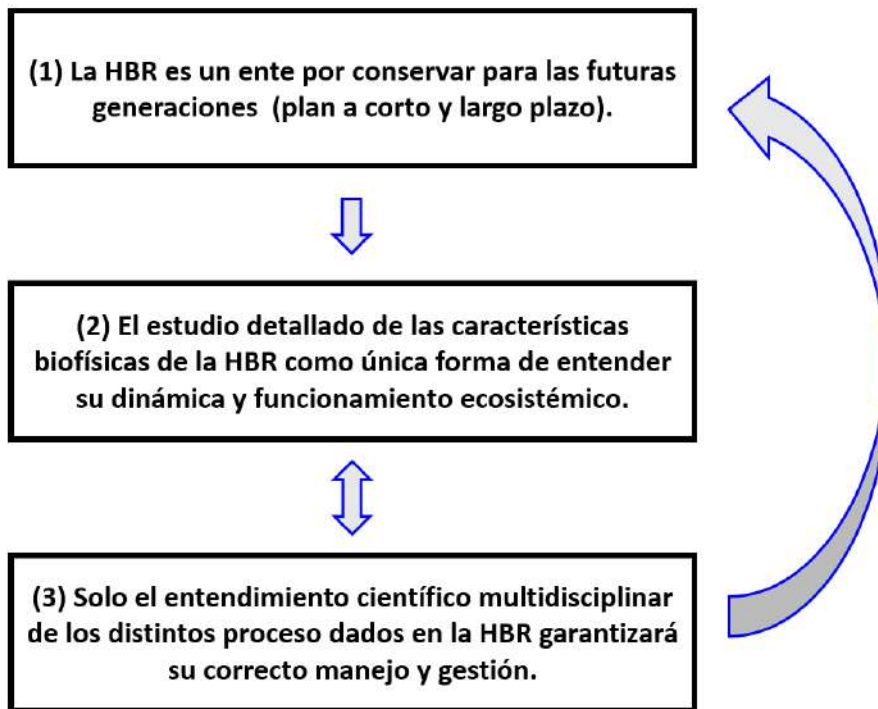 (1) La HBR es un ente por conservar para las futuras
generaciones (plan a corto y largo plazo).
(2) El estudio detallado de las características
biofísicas de la HBR como única forma de entender
su dinámica y funcionamiento ecosistémico.
(3) Solo el entendimiento científico multidisciplinar
de los distintos proceso dados en la HBR garantizará
su correcto manejo y gestión.